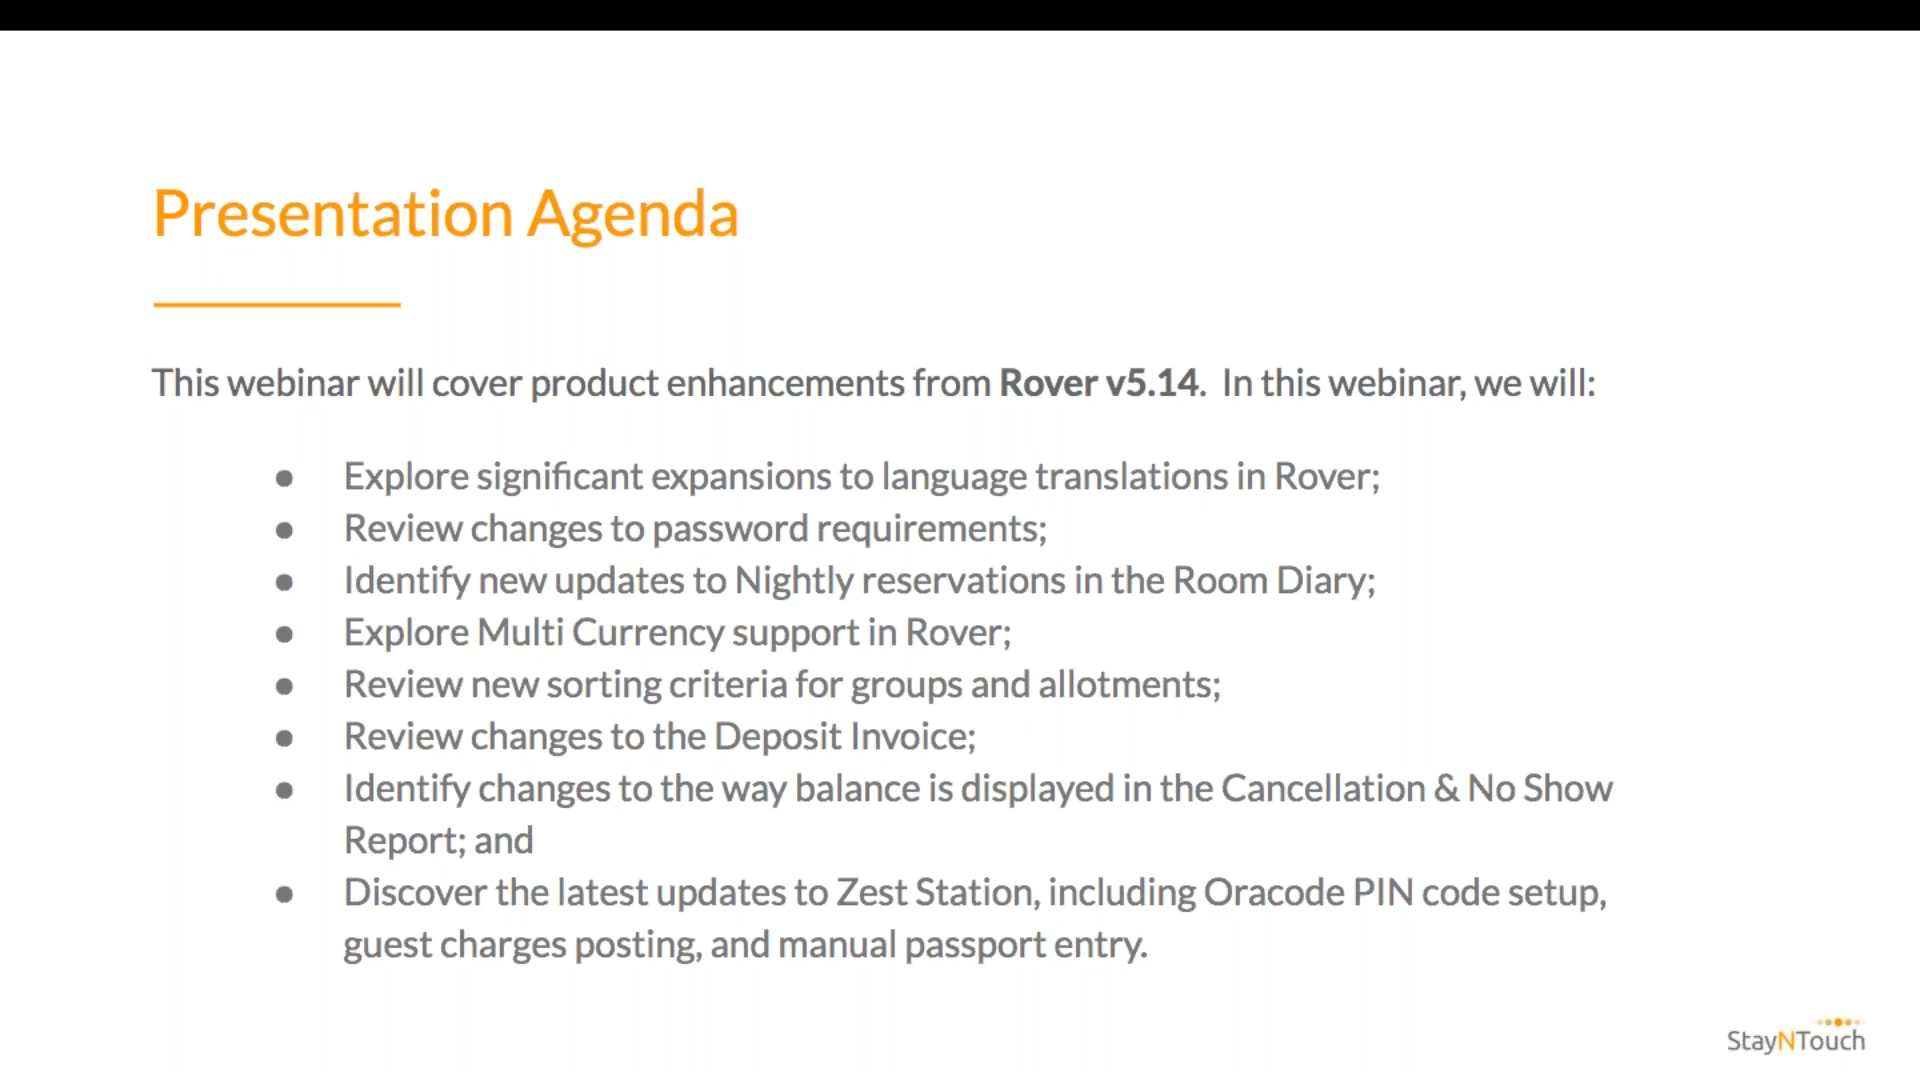 Presentation Agenda
This webinar will cover product enhancements from Rover v5.14. In this webinar, we will:
● Explore significant expansions to language translations in Rover;
● Review changes to password requirements;
● Identify new updates to Nightly reservations in the Room Diary;
● Explore Multi Currency support in Rover;
● Review new sorting criteria for groups and allotments;
● Review changes to the Deposit Invoice;
● Identify changes to the way balance is displayed in the Cancellation & No Show
Report; and
● Discover the latest updates to Zest Station, including Oracode PIN code setup,
guest charges posting, and manual passport entry.
StayNTouch